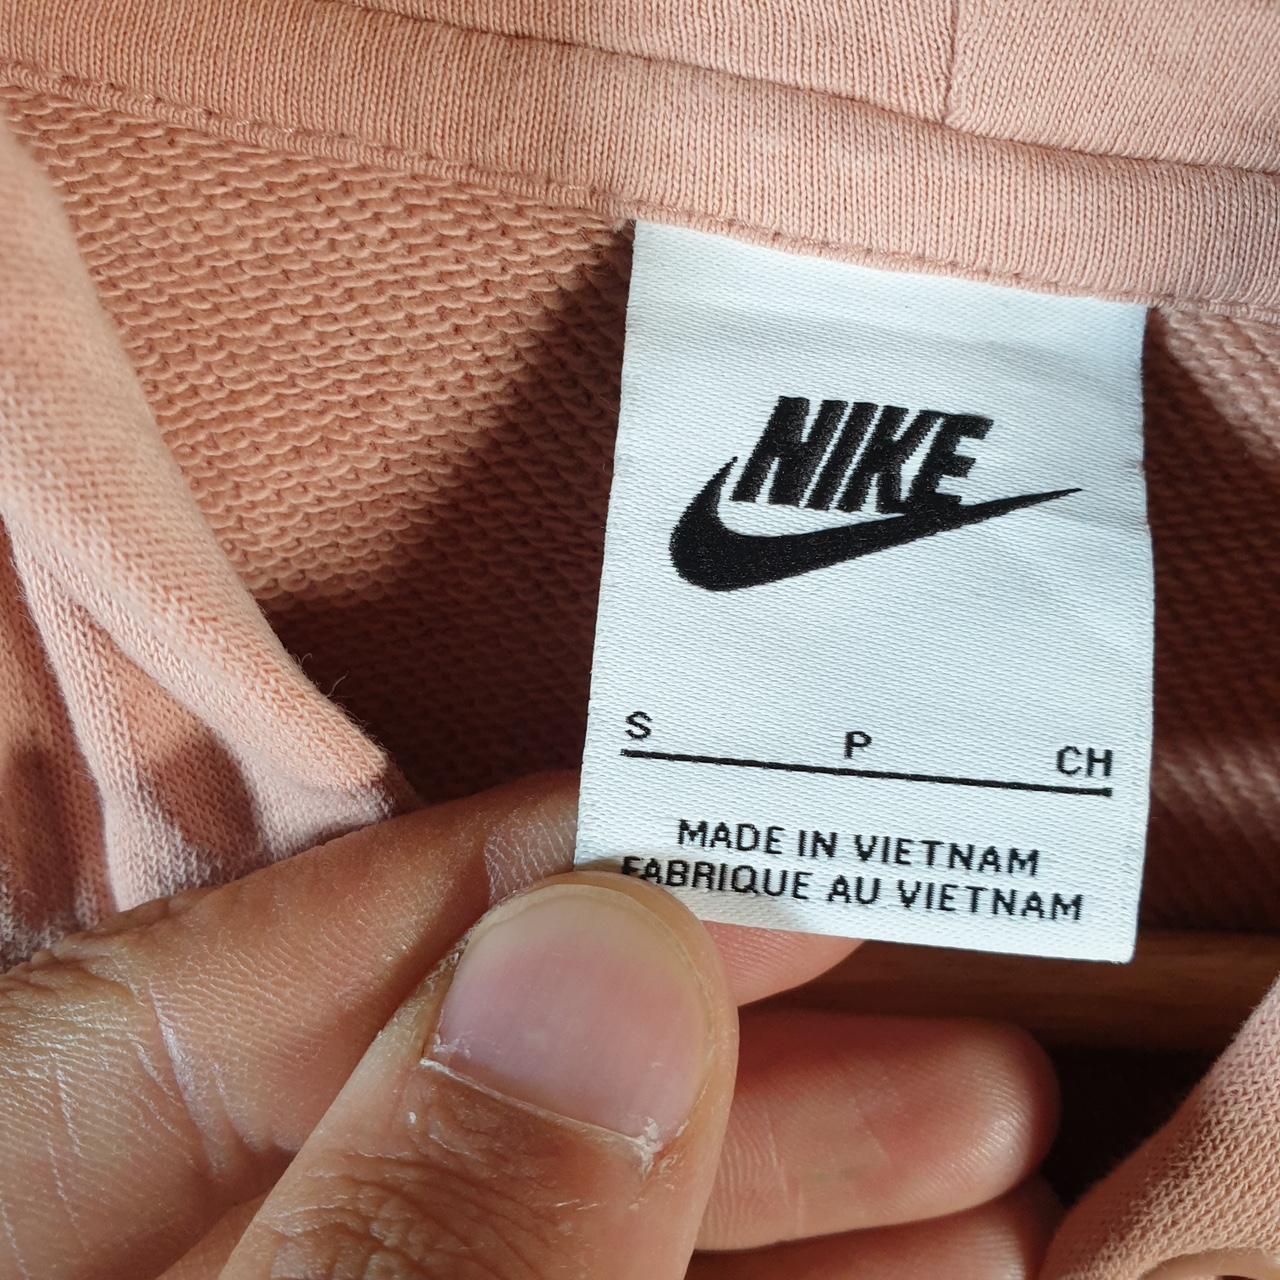 NIKE
S P CH
MADE IN VIETNAM
FABRIQUE AU VIETNAM